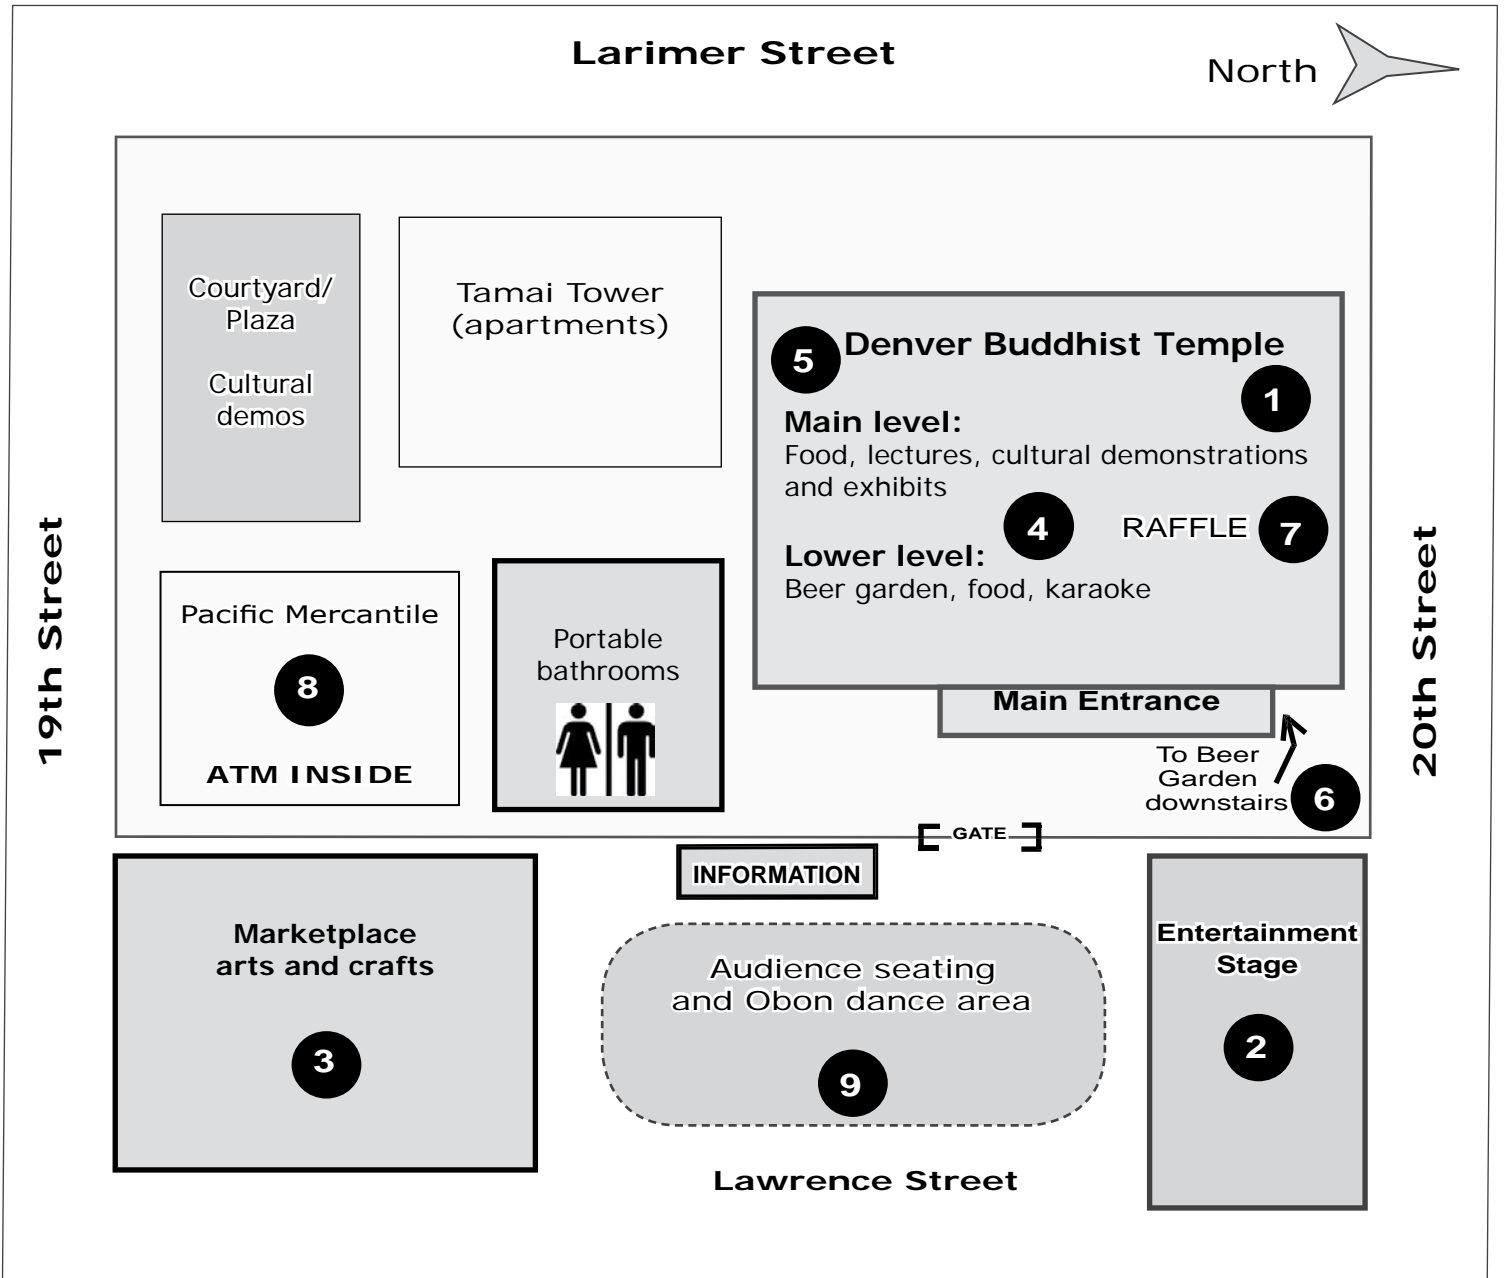 Larimer Street
North
Courtyard/
Plaza
Cultural
demos
Tamai Tower
(apartments)
5
Denver Buddhist Temple
1
Main level:
Food, lectures, cultural demonstrations
and exhibits
4
RAFFLE
7
Lower level:
Beer garden, food, karaoke
19th Street
20th Street
Pacific Mercantile
8
ATM INSIDE
Portable
bathrooms
Main Entrance
To Beer
Garden
downstairs
6
GATE
INFORMATION
Marketplace
arts and crafts
3
Audience seating
and Obon dance area
9
Entertainment
Stage
2
Lawrence Street